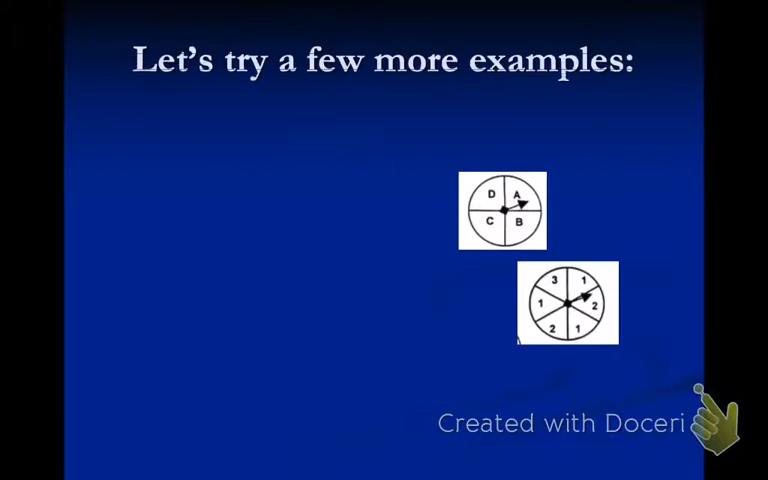 Let's try a few more examples:
D A
C B
3 1
1 2
2 1
Created with Doceri